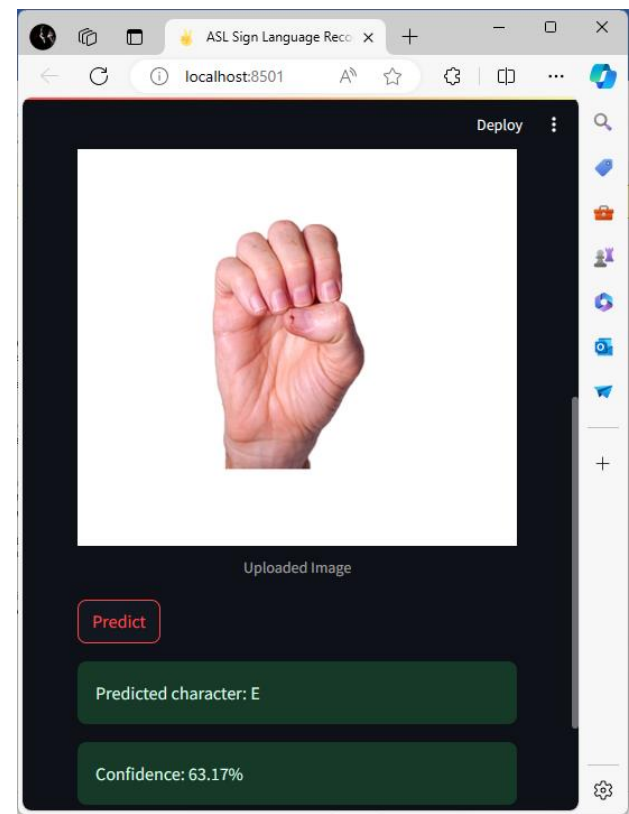 ASL Sign Language Reco
localhost:8501
Deploy
Uploaded Image
Predict
Predicted character: E
Confidence: 63.17%